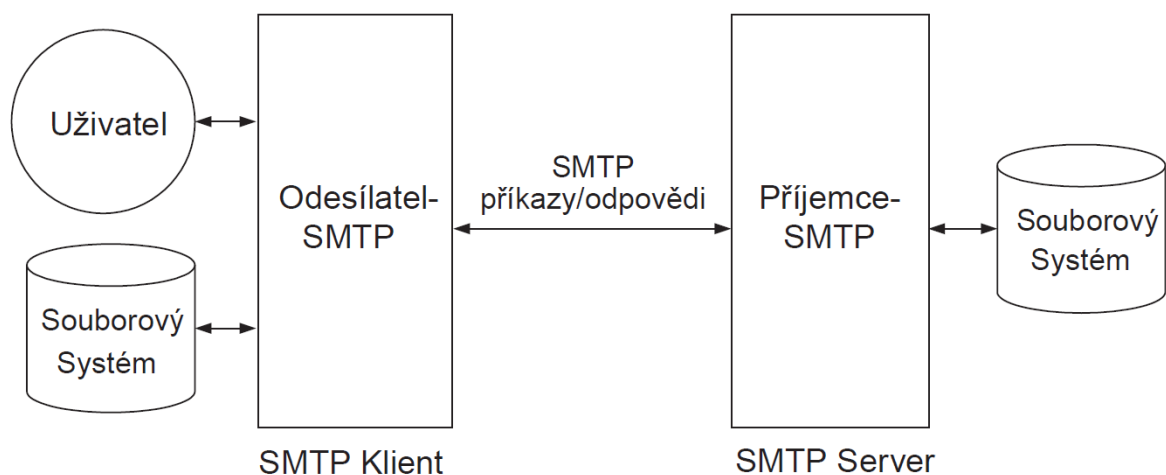 Uživatel
Souborový
Systém
Odesílatel-
SMTP
SMTP Klient
SMTP
příkazy/odpovědi
Příjemce-
SMTP
SMTP Server
Souborový
Systém